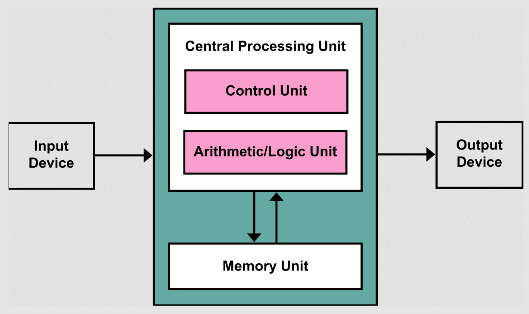 Central Processing Unit
Control Unit
Arithmetic/Logic Unit
Input
Device
Output
Device
Memory Unit